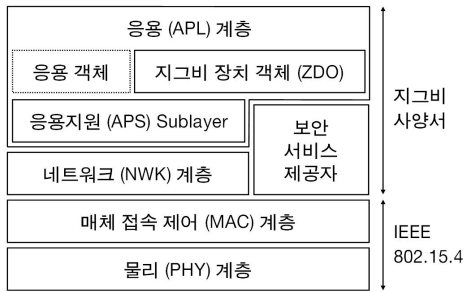 응용 (APL) 계층
응용 객체
지그비 장치 객체 (ZDO)
응용지원 (APS) Sublayer
보안
서비스
제공자
네트워크 (NWK) 계층
지그비
사양서
매체 접속 제어 (MAC) 계층
물리 (PHY) 계층
IEEE
802.15.4